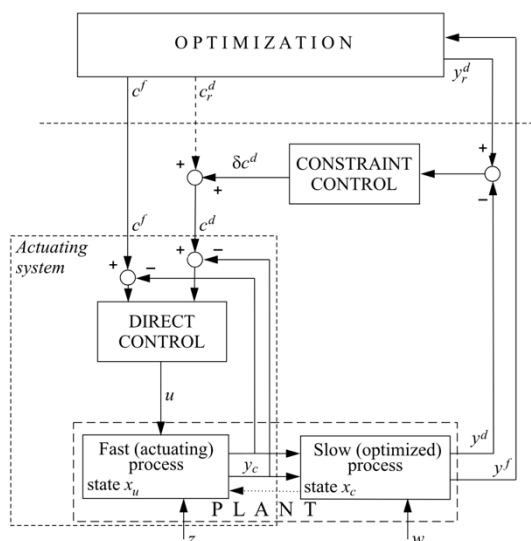 OPTIMIZATION
c^f
c_r^d
y_r^d
+
δc^d
CONSTRAINT
CONTROL
+
+
−
c^f
c^d
Actuating
system
+
−
+
−
DIRECT
CONTROL
u
Fast (actuating)
process
state x_u
y_c
Slow (optimized)
process
state x_c
y^d
y^f
PLANT
z
w